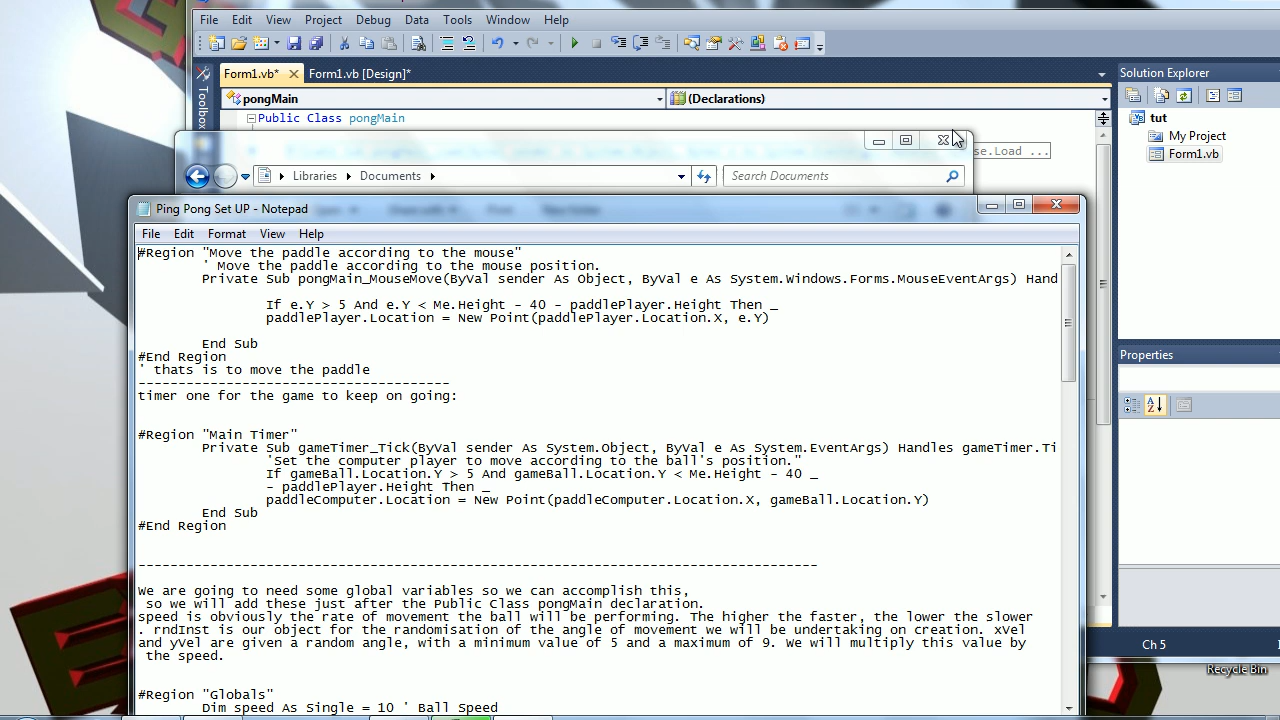 File Edit View Project Debug Data Tools Window Help
Form1.vb* Form1.vb [Design]* Solution Explorer
Toolbox
pongMain (Declarations)
Public Class pongMain tut
My Project
se.Load ... Form1.vb
Libraries Documents Search Documents
Ping Pong Set UP - Notepad
File Edit Format View Help
#Region "Move the paddle according to the mouse"
' Move the paddle according to the mouse position.
Private Sub pongMain_MouseMove(ByVal sender As Object, ByVal e As System.Windows.Forms.MouseEventArgs) Hand
If e.Y > 5 And e.Y < Me.Height - 40 - paddlePlayer.Height Then _
paddlePlayer.Location = New Point(paddlePlayer.Location.X, e.Y)
End Sub
#End Region
Properties
' thats is to move the paddle
---------------------------------------
timer one for the game to keep on going:
#Region "Main Timer"
Private Sub gameTimer_Tick(ByVal sender As System.Object, ByVal e As System.EventArgs) Handles gameTimer.Ti
'Set the computer player to move according to the ball's position."
If gameBall.Location.Y > 5 And gameBall.Location.Y < Me.Height - 40 _
- paddlePlayer.Height Then _
paddleComputer.Location = New Point(paddleComputer.Location.X, gameBall.Location.Y)
End Sub
#End Region
-------------------------------------------------------------------------------------
We are going to need some global variables so we can accomplish this,
so we will add these just after the Public Class pongMain declaration.
speed is obviously the rate of movement the ball will be performing. The higher the faster, the lower the slower
. rndInst is our object for the randomisation of the angle of movement we will be undertaking on creation. xVel
and yVel are given a random angle, with a minimum value of 5 and a maximum of 9. We will multiply this value by
the speed.
Ch 5
Recycle Bin
#Region "Globals"
Dim speed As Single = 10 ' Ball Speed